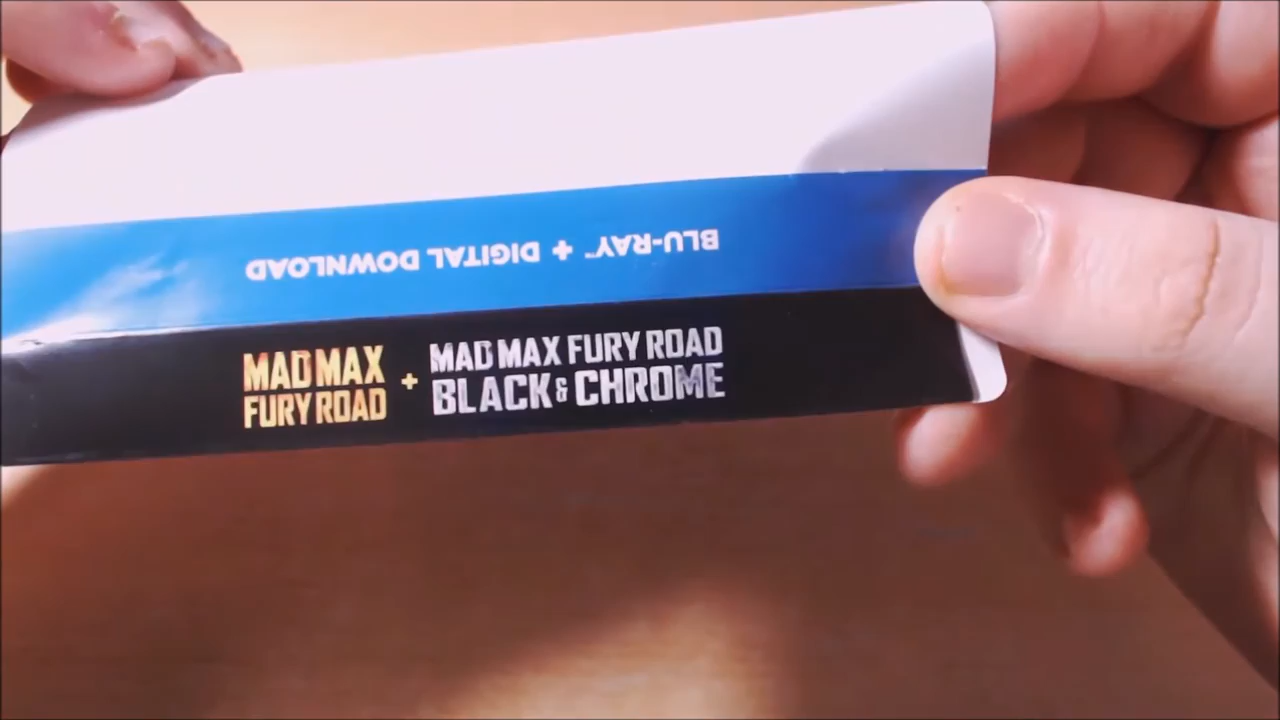 BLU-RAY™ + DIGITAL DOWNLOAD
MAD MAX
FURY ROAD
+
MAD MAX FURY ROAD
BLACK & CHROME